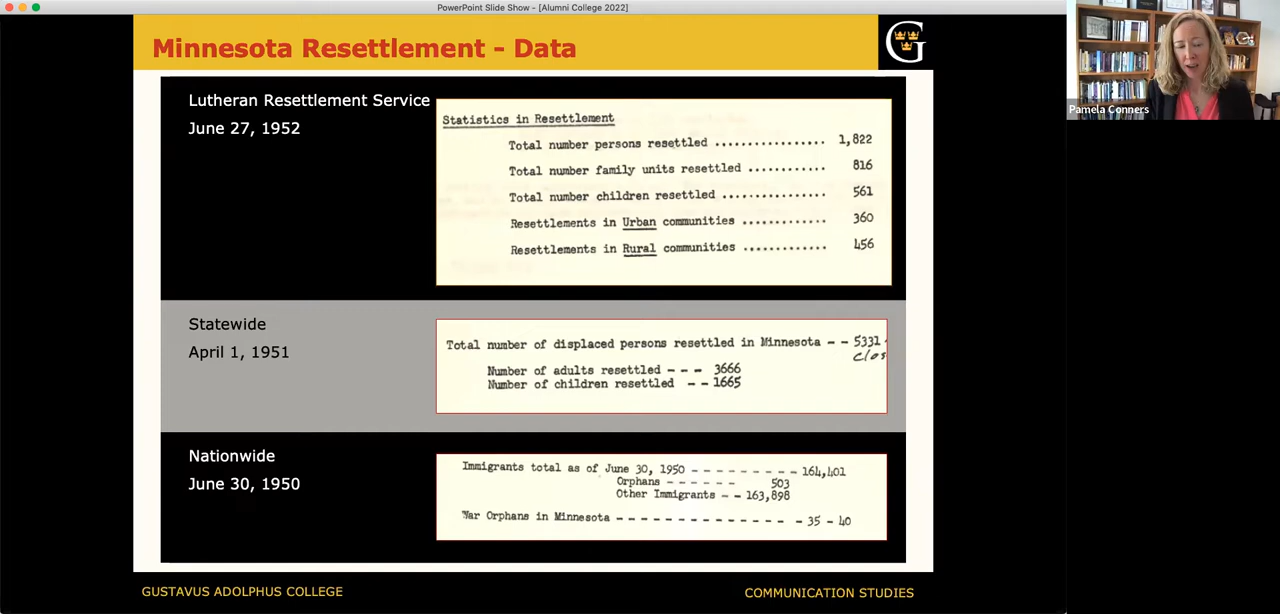 PowerPoint Slide Show - [Alumni College 2022]
Minnesota Resettlement - Data
G
Pamela Conners
Lutheran Resettlement Service
June 27, 1952
Statistics in Resettlement
Total number persons resettled ................. 1,822
Total number family units resettled ............ 816
Total number children resettled ................ 561
Resettlements in Urban communities ............. 360
Resettlements in Rural communities ............. 456
Statewide
April 1, 1951
Total number of displaced persons resettled in Minnesota -- 5331
Number of adults resettled --- 3666
Number of children resettled -- 1665
Nationwide
June 30, 1950
Immigrants total as of June 30, 1950 --------- 164,401
Orphans ------ 503
Other Immigrants -- 163,898
War Orphans in Minnesota --------------- 35 - 40
GUSTAVUS ADOLPHUS COLLEGE
COMMUNICATION STUDIES